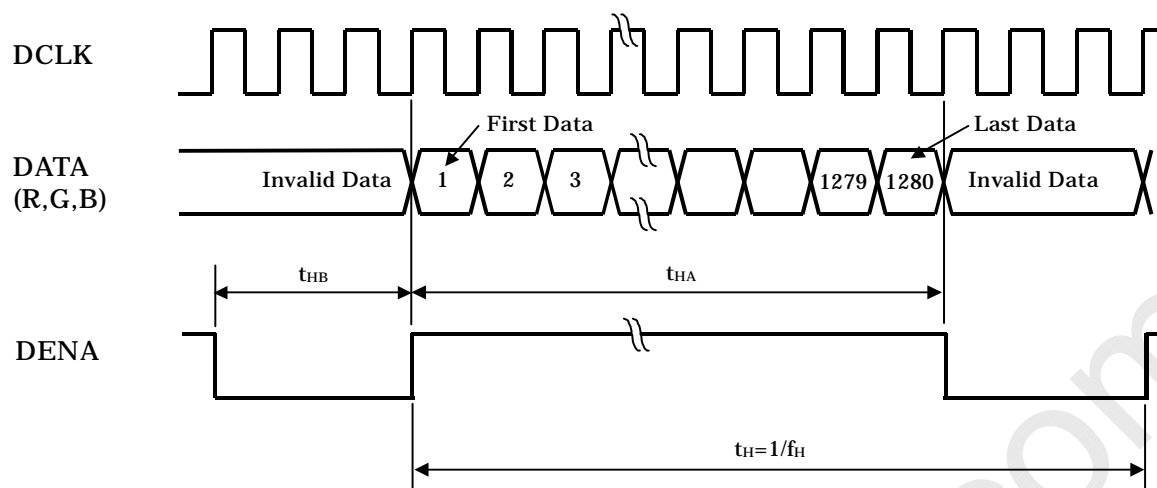 DCLK
First Data
Last Data
DATA
(R,G,B)
Invalid Data
1
2
3
1279
1280
Invalid Data
tHB
tHA
DENA
tH=1/fH
om